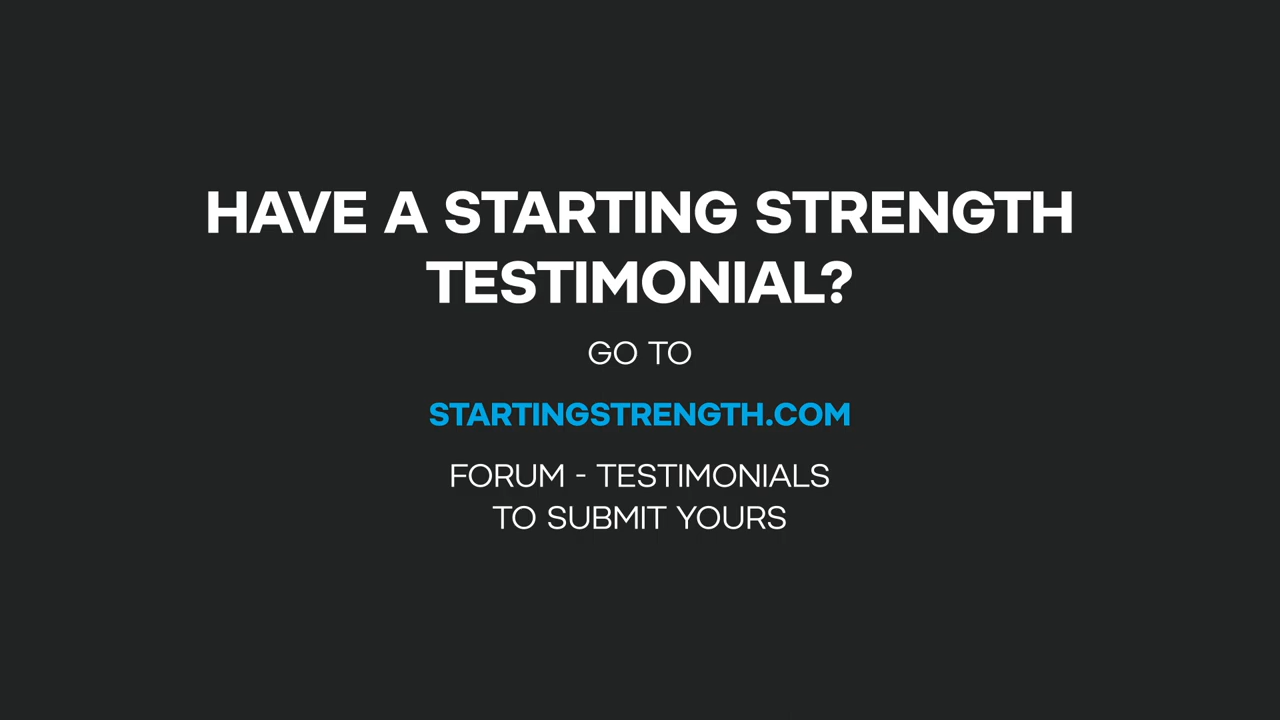 HAVE A STARTING STRENGTH
TESTIMONIAL?
GO TO
STARTINGSTRENGTH.COM
FORUM - TESTIMONIALS
TO SUBMIT YOURS